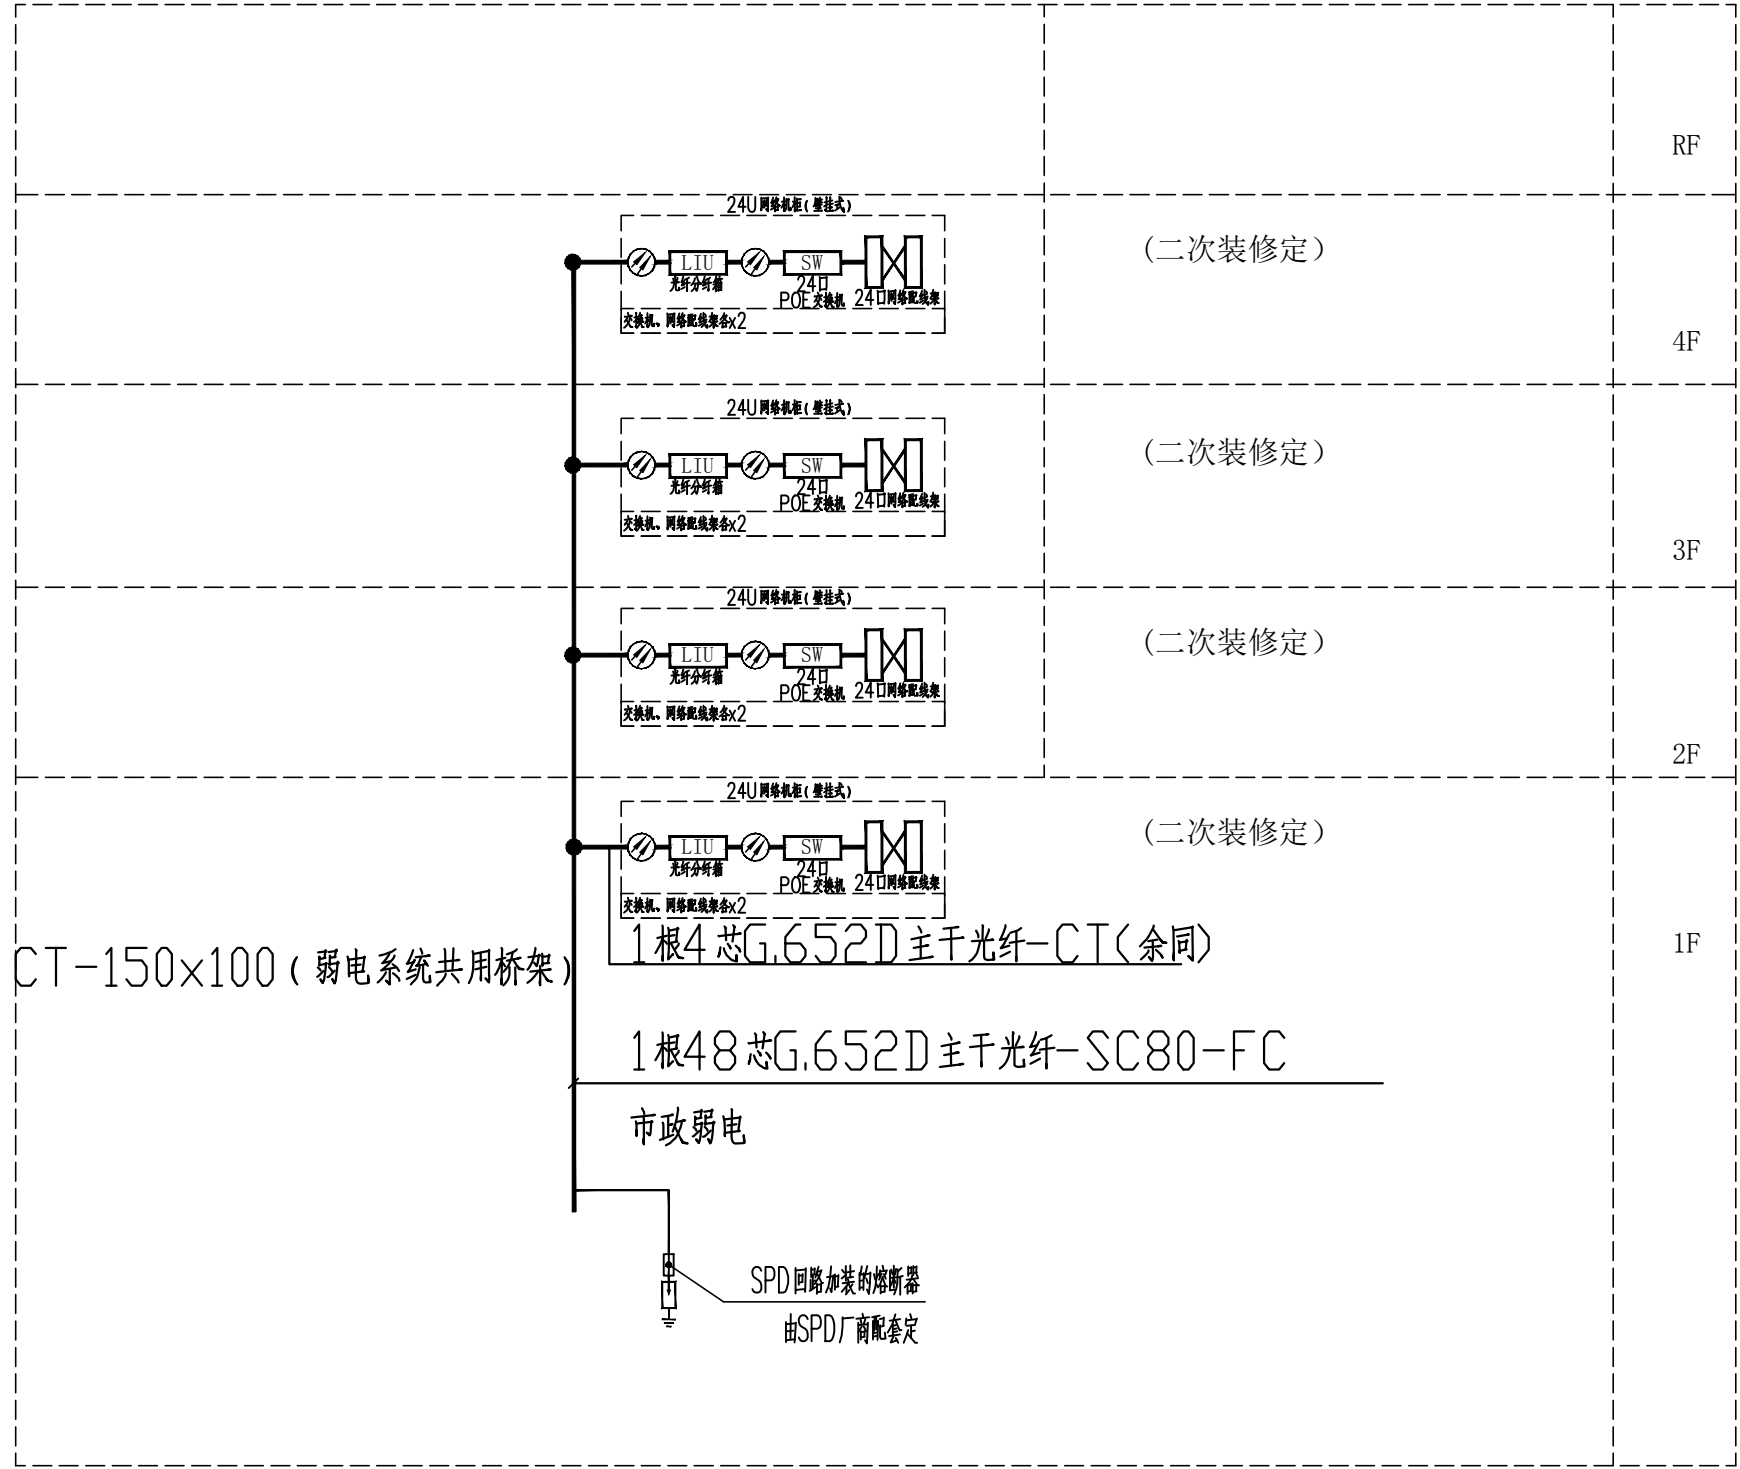 RF
24U网络机柜(壁挂式)
LIU
SW
光纤分纤箱
24口
POE交换机
24口网络配线架
交换机、网络配线架各x2
(二次装修定)
4F
24U网络机柜(壁挂式)
LIU
SW
光纤分纤箱
24口
POE交换机
24口网络配线架
交换机、网络配线架各x2
(二次装修定)
3F
24U网络机柜(壁挂式)
LIU
SW
光纤分纤箱
24口
POE交换机
24口网络配线架
交换机、网络配线架各x2
(二次装修定)
2F
24U网络机柜(壁挂式)
LIU
SW
光纤分纤箱
24口
POE交换机
24口网络配线架
交换机、网络配线架各x2
(二次装修定)
1F
1根4芯G.652D主干光纤-CT(余同)
CT-150x100(弱电系统共用桥架)
1根48芯G.652D主干光纤-SC80-FC
市政弱电
SPD回路加装的熔断器
由SPD厂商配套定